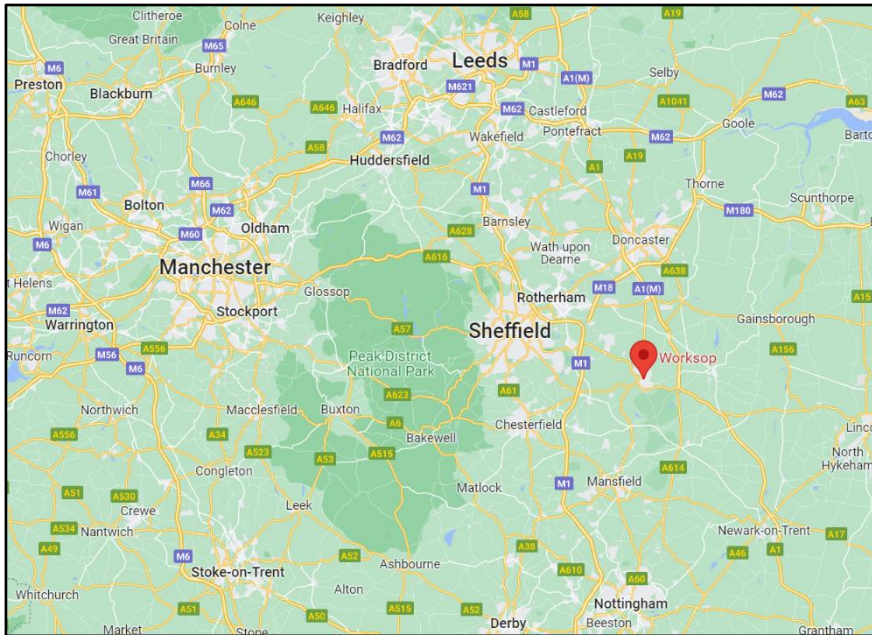 Clitheroe
Colne
Keighley
A58
A19
Great Britain
M65
Leeds
M1
A1(M)
Selby
M6
Burnley
Bradford
Preston
M621
A63
Blackburn
A646
A646
Halifax
M62
Castleford
A1041
M62
Wakefield
Pontefract
Goole
M62
Chorley
A58
M62
A19
Huddersfield
A1
Thorne
M61
M66
M1
Bolton
M62
Barnsley
M180
Scunthorpe
Wigan
M60
Oldham
A628
Doncaster
M6
Wath upon
Dearne
A616
A638
Manchester
Glossop
Rotherham
M18
A1(M)
A15
M62
Stockport
Gainsborough
Warrington
A57
Sheffield
Runcorn
M56
A556
Peak District
National Park
M1
Worksop
A156
M6
A623
A61
Northwich
Macclesfield
Buxton
A6
Chesterfield
A556
A34
Bakewell
North
Hykeham
A523
A53
A515
Congleton
A614
A51
A530
Matlock
M1
Mansfield
Crewe
Leek
A534
Nantwich
Newark-on-Trent
A17
A49
A38
M6
A52
A46
A1
Stoke-on-Trent
Ashbourne
A610
A60
Whitchurch
Alton
A51
A50
A515
A52
Nottingham
Derby
Beeston
Market
Stone
Grantham